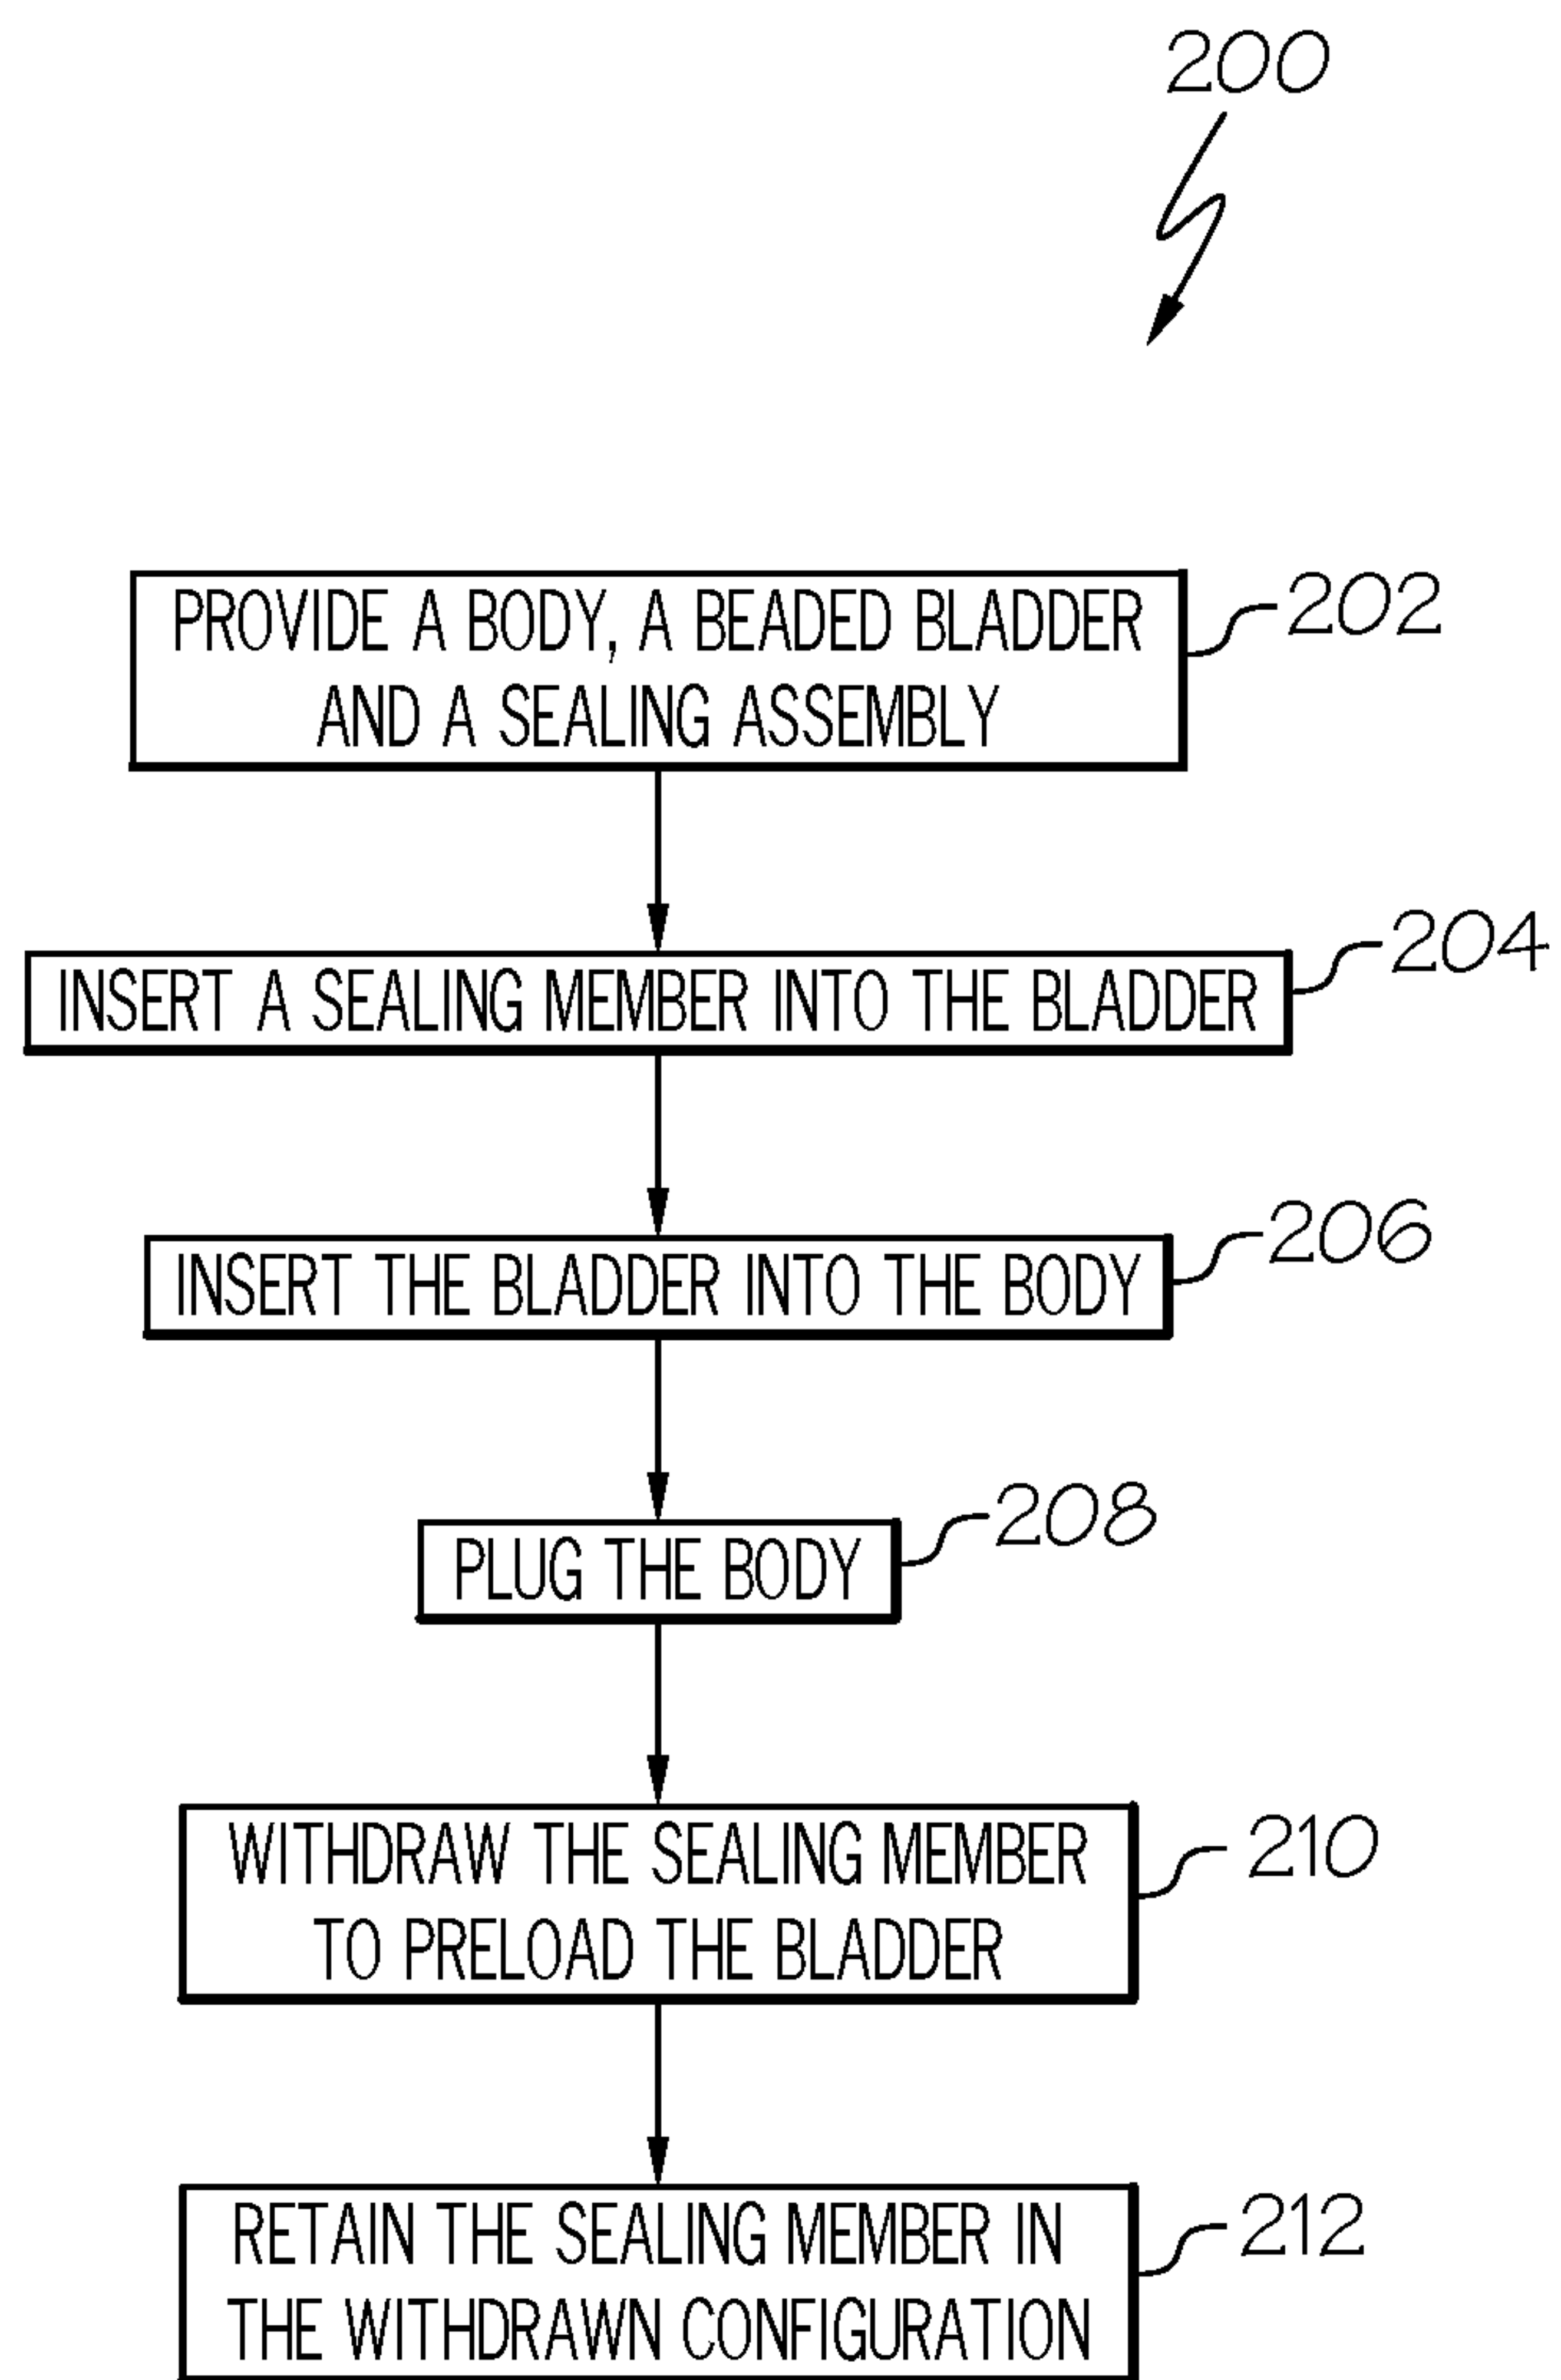 200
PROVIDE A BODY, A BEADED BLADDER
AND A SEALING ASSEMBLY
202
INSERT A SEALING MEMBER INTO THE BLADDER
204
INSERT THE BLADDER INTO THE BODY
206
PLUG THE BODY
208
WITHDRAW THE SEALING MEMBER
TO PRELOAD THE BLADDER
210
RETAIN THE SEALING MEMBER IN
THE WITHDRAWN CONFIGURATION
212